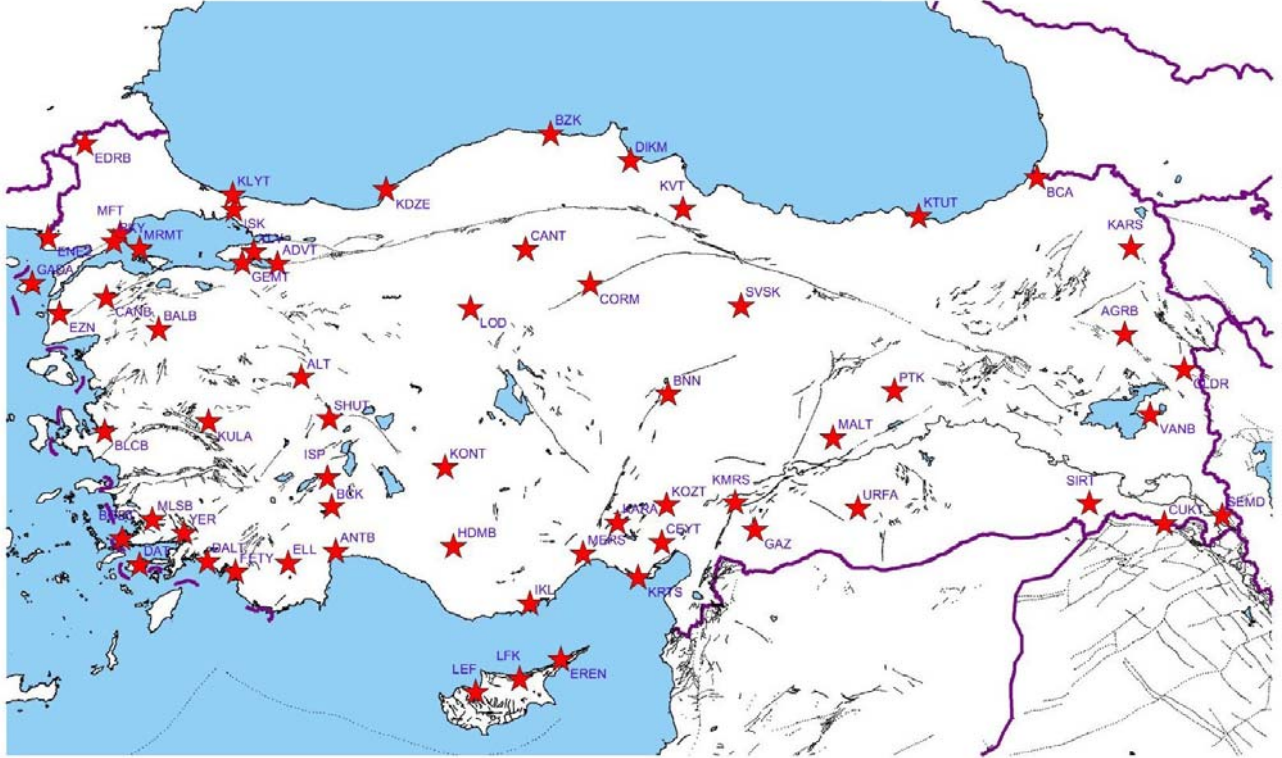 BZK
EDRB
DIKM
KLYT
BCA
KVT
KDZE
KTUT
MFT
ISK
MRMT
CANT
KARS
ENEZ
ADVT
GADA
GEMT
CORM
SVSK
CANB
EZN
BALB
LOD
AGRB
ALT
BNN
PTK
CLDR
SHUT
MALT
VANB
BLCB
KULA
ISP
KONT
BCK
KMRS
KOZT
URFA
SIRT
MLSB
KARA
CUKT
SEMD
YER
HDMB
CEYT
GAZ
DAT
DALT
FETY
ELL
ANTB
MERS
KRTS
IKL
LFK
LEF
EREN